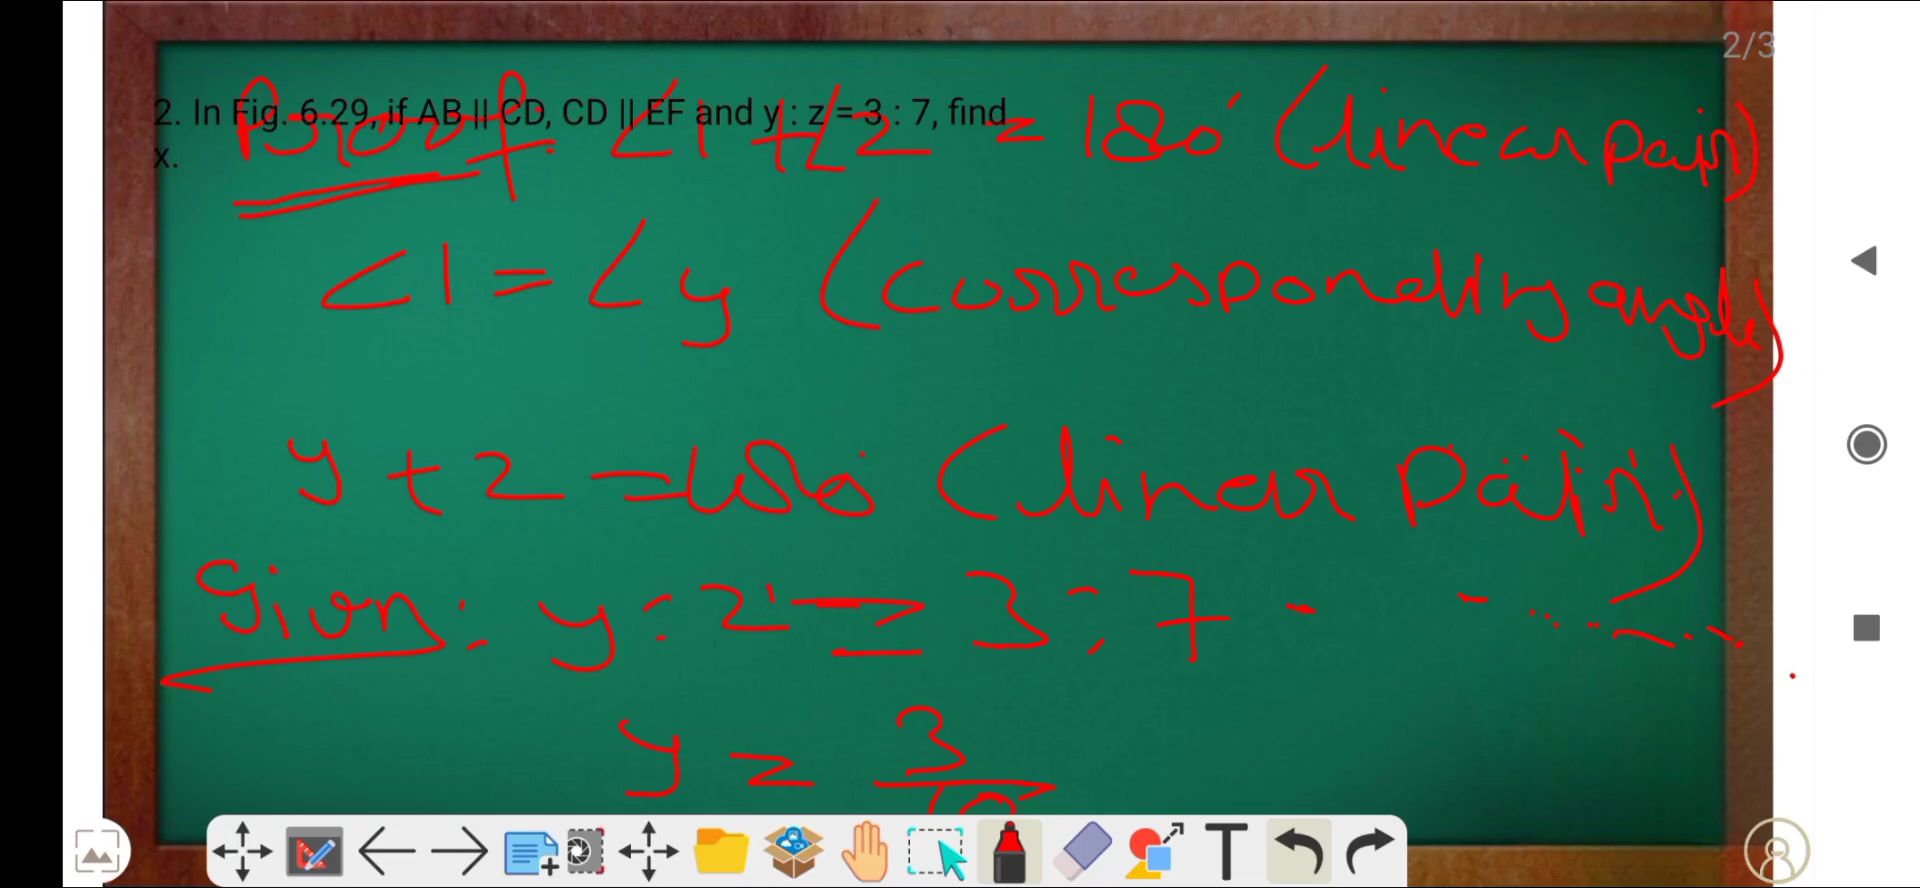 2/3
2. In Fig. 6.29, if AB || CD, CD || EF and y : z = 3 : 7, find
x.
Proof: ∠1 + ∠2 = 180° (linear pair)
∠1 = ∠y (corresponding angle)
y + z = 180° (linear pair)
Given: y : z = 3 : 7
y = 3/10
T